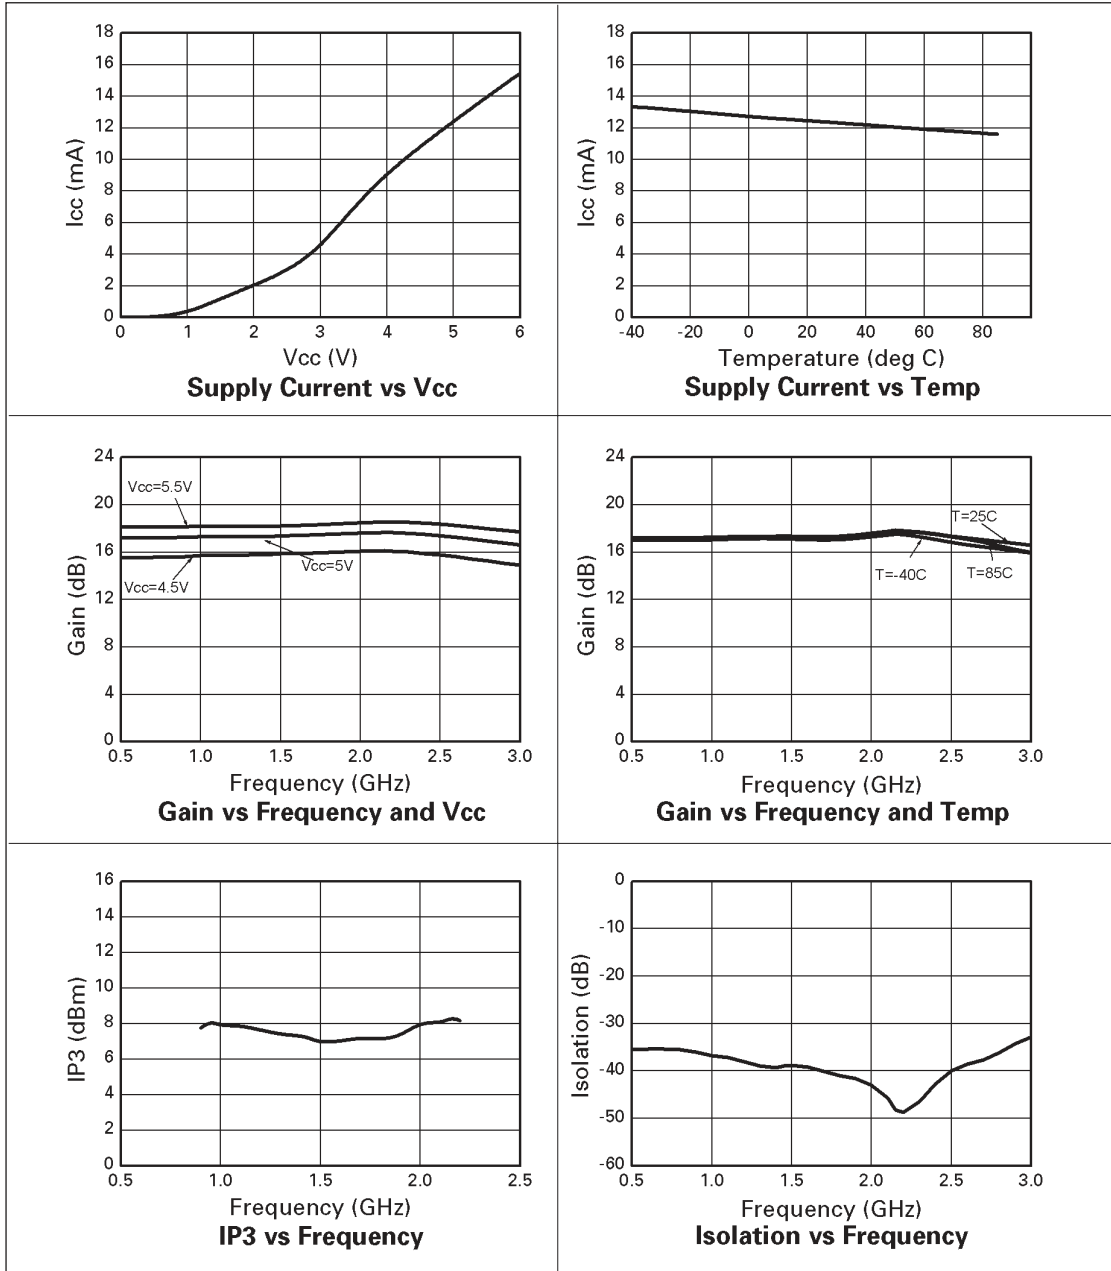 18
16
14
12
10
8
6
4
2
0
Icc (mA)
0 1 2 3 4 5 6
Vcc (V)
Supply Current vs Vcc
18
16
14
12
10
8
6
4
2
0
Icc (mA)
-40 -20 0 20 40 60 80
Temperature (deg C)
Supply Current vs Temp
24
20
16
12
8
4
0
Gain (dB)
Vcc=5.5V
Vcc=5V
Vcc=4.5V
0.5 1.0 1.5 2.0 2.5 3.0
Frequency (GHz)
Gain vs Frequency and Vcc
24
20
16
12
8
4
0
Gain (dB)
T=25C
T=-40C
T=85C
0.5 1.0 1.5 2.0 2.5 3.0
Frequency (GHz)
Gain vs Frequency and Temp
16
14
12
10
8
6
4
2
0
IP3 (dBm)
0.5 1.0 1.5 2.0 2.5
Frequency (GHz)
IP3 vs Frequency
0
-10
-20
-30
-40
-50
-60
Isolation (dB)
0.5 1.0 1.5 2.0 2.5 3.0
Frequency (GHz)
Isolation vs Frequency